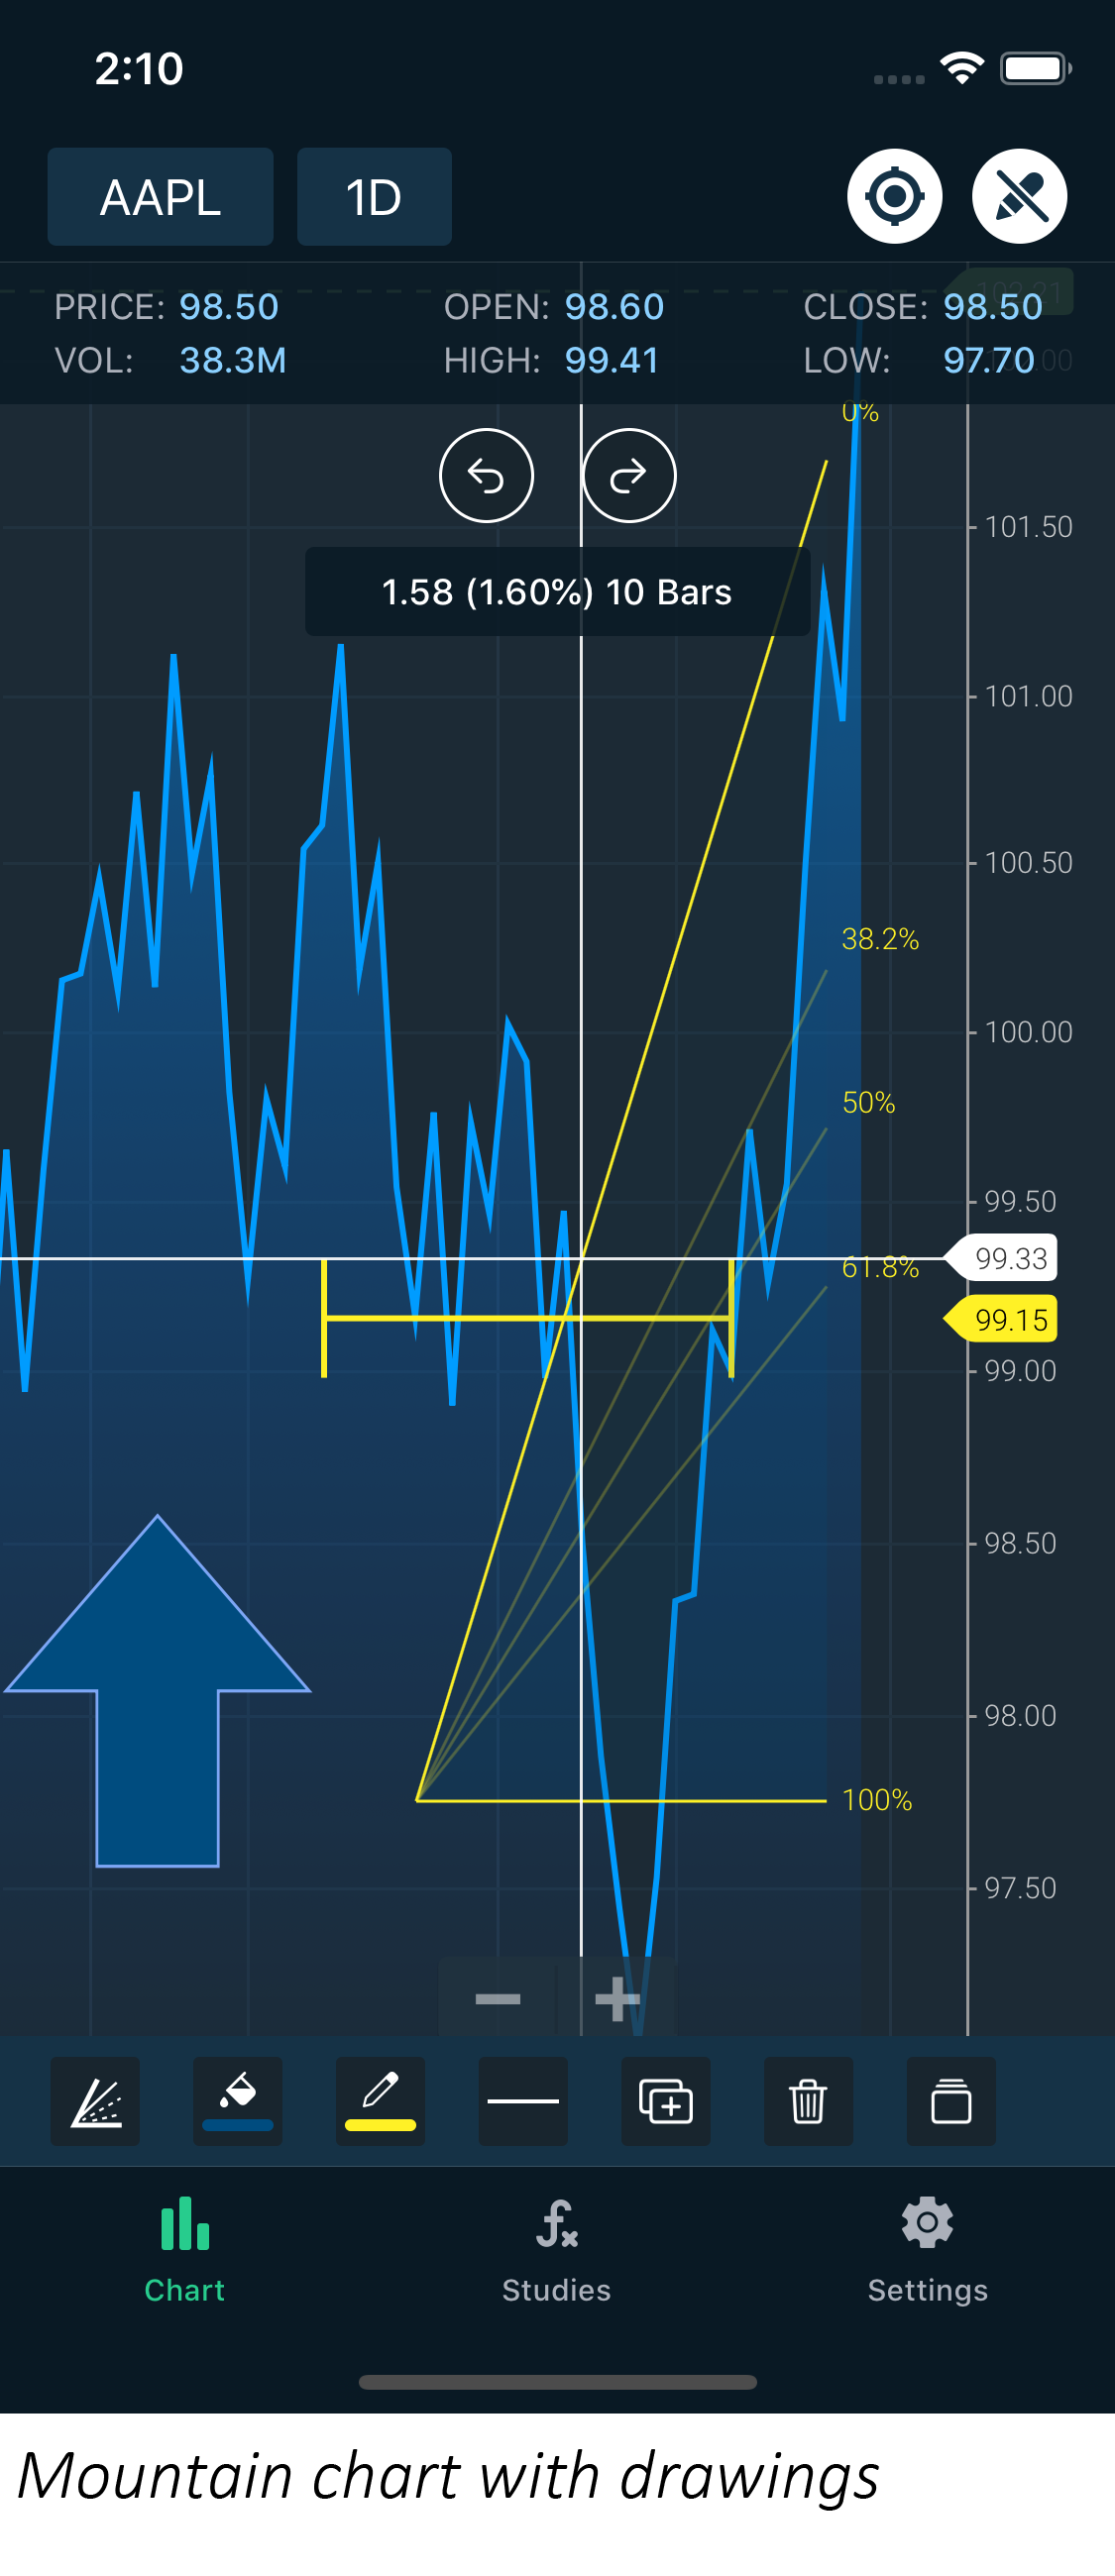 2:10
AAPL 1D
PRICE: 98.50 OPEN: 98.60 CLOSE: 98.50
VOL: 38.3M HIGH: 99.41 LOW: 97.70
0%
101.50
1.58 (1.60%) 10 Bars
101.00
100.50
38.2%
100.00
50%
99.50
99.33
61.8%
99.15
99.00
98.50
98.00
100%
97.50
Chart Studies Settings
Mountain chart with drawings